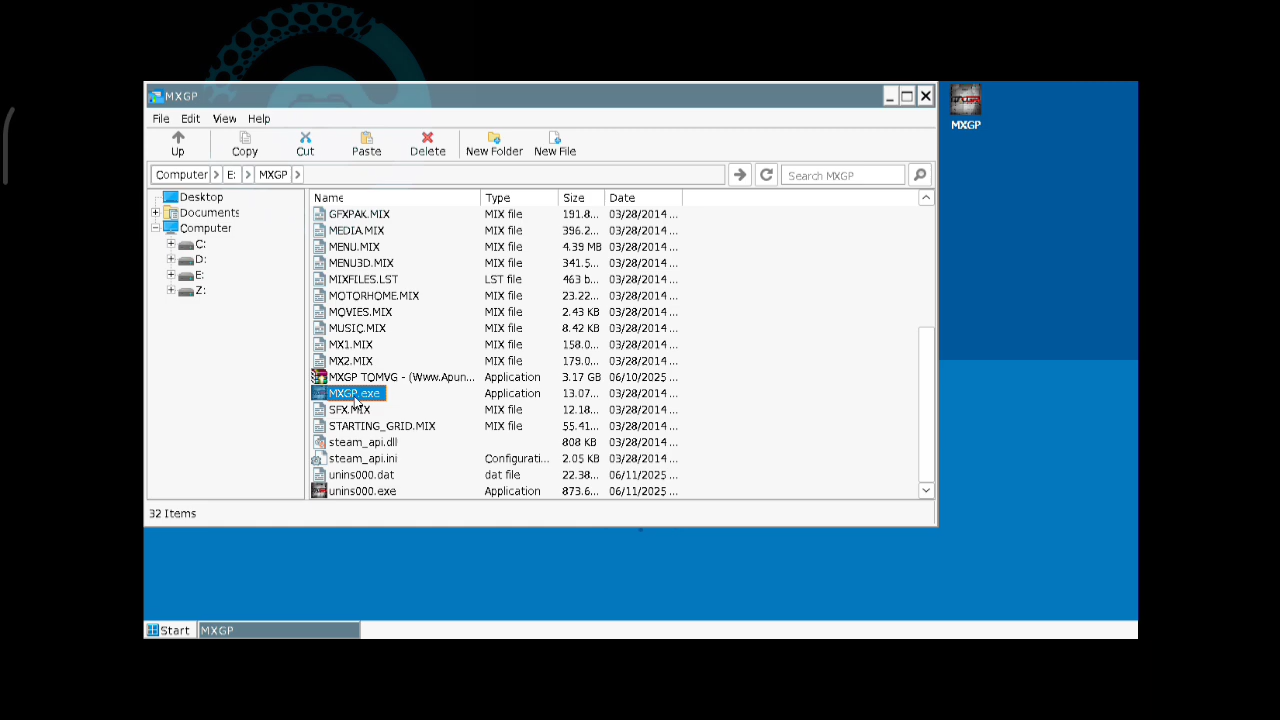 MXGP
MXGP
File Edit View Help
Up Copy Cut Paste Delete New Folder New File
Computer E: MXGP Search MXGP
Desktop
Documents
Computer
C:
D:
E:
Z:
Name Type Size Date
GFXPAK.MIX MIX file 191.8... 03/28/2014 ...
MEDIA.MIX MIX file 396.2... 03/28/2014 ...
MENU.MIX MIX file 4.39 MB 03/28/2014 ...
MENU3D.MIX MIX file 341.5... 03/28/2014 ...
MIXFILES.LST LST file 463 b... 03/28/2014 ...
MOTORHOME.MIX MIX file 23.22... 03/28/2014 ...
MOVIES.MIX MIX file 2.43 KB 03/28/2014 ...
MUSIC.MIX MIX file 8.42 KB 03/28/2014 ...
MX1.MIX MIX file 158.0... 03/28/2014 ...
MX2.MIX MIX file 179.0... 03/28/2014 ...
MXGP TOMVG - (Www.Apun... Application 3.17 GB 06/10/2025 ...
MXGP.exe Application 13.07... 03/28/2014 ...
SFX.MIX MIX file 12.18... 03/28/2014 ...
STARTING_GRID.MIX MIX file 55.41... 03/28/2014 ...
steam_api.dll 808 KB 03/28/2014 ...
steam_api.ini Configurati... 2.05 KB 03/28/2014 ...
unins000.dat dat file 22.38... 06/11/2025 ...
unins000.exe Application 873.6... 06/11/2025 ...
32 Items
Start MXGP